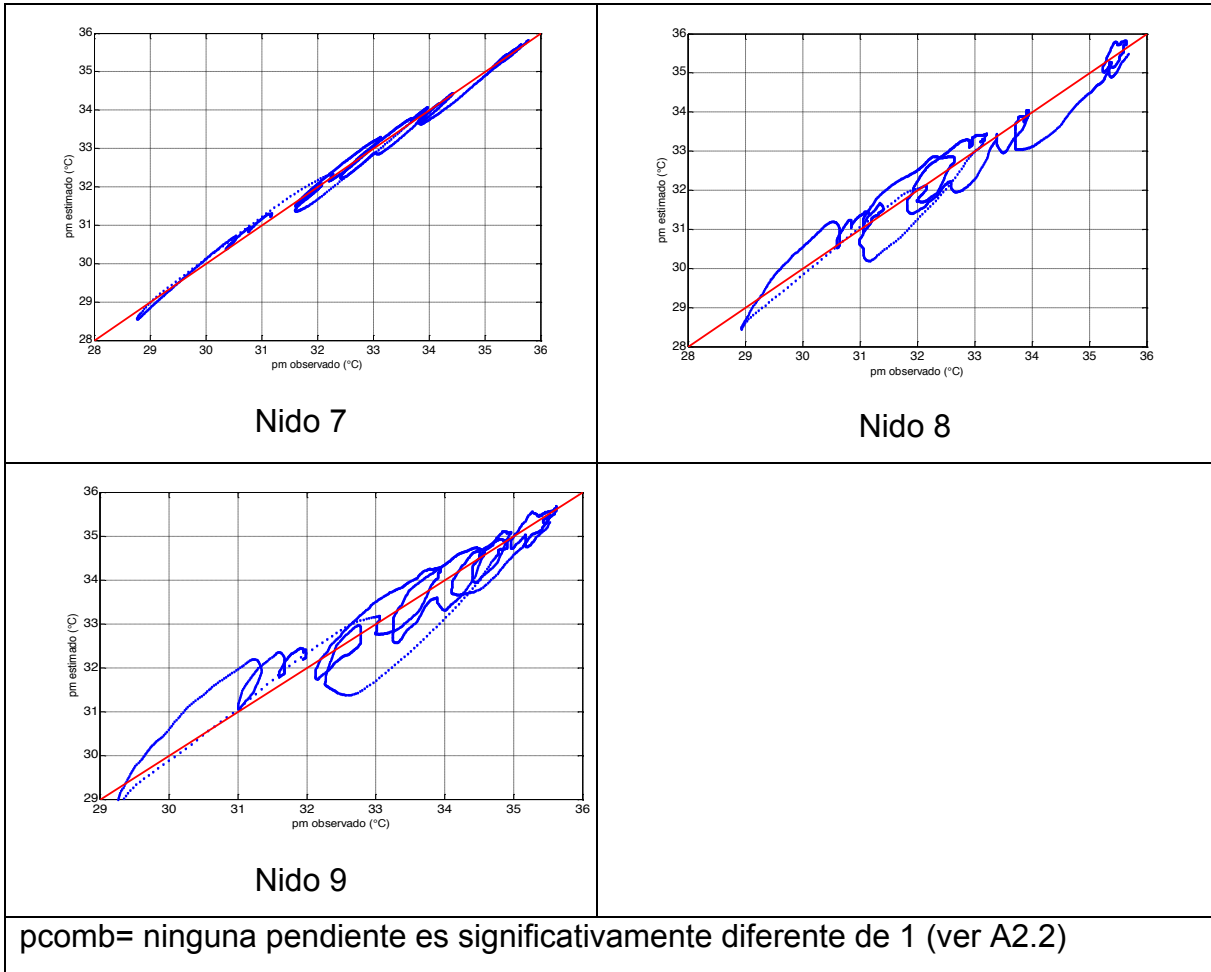 36
35
34
33
32
31
30
29
28
pm estimado (°C)
28 29 30 31 32 33 34 35 36
pm observado (°C)
Nido 7
36
35
34
33
32
31
30
29
28
pm estimado (°C)
28 29 30 31 32 33 34 35 36
pm observado (°C)
Nido 8
36
35
34
33
32
31
30
29
pm estimado (°C)
29 30 31 32 33 34 35 36
pm observado (°C)
Nido 9
pcomb= ninguna pendiente es significativamente diferente de 1 (ver A2.2)